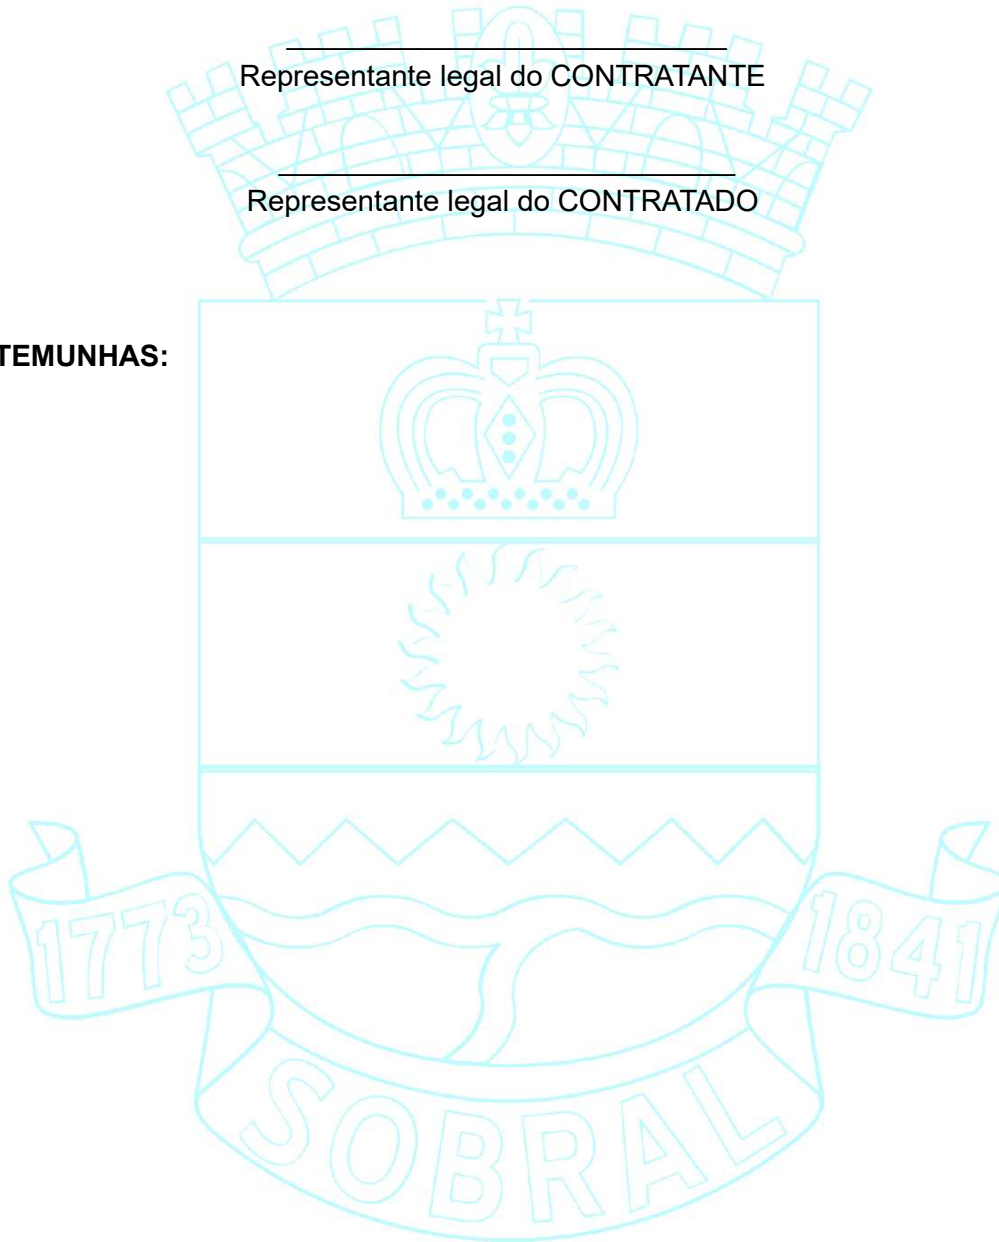 Representante legal do CONTRATANTE
Representante legal do CONTRATADO
TEMUNHAS:
1773
1841
SOBRAL